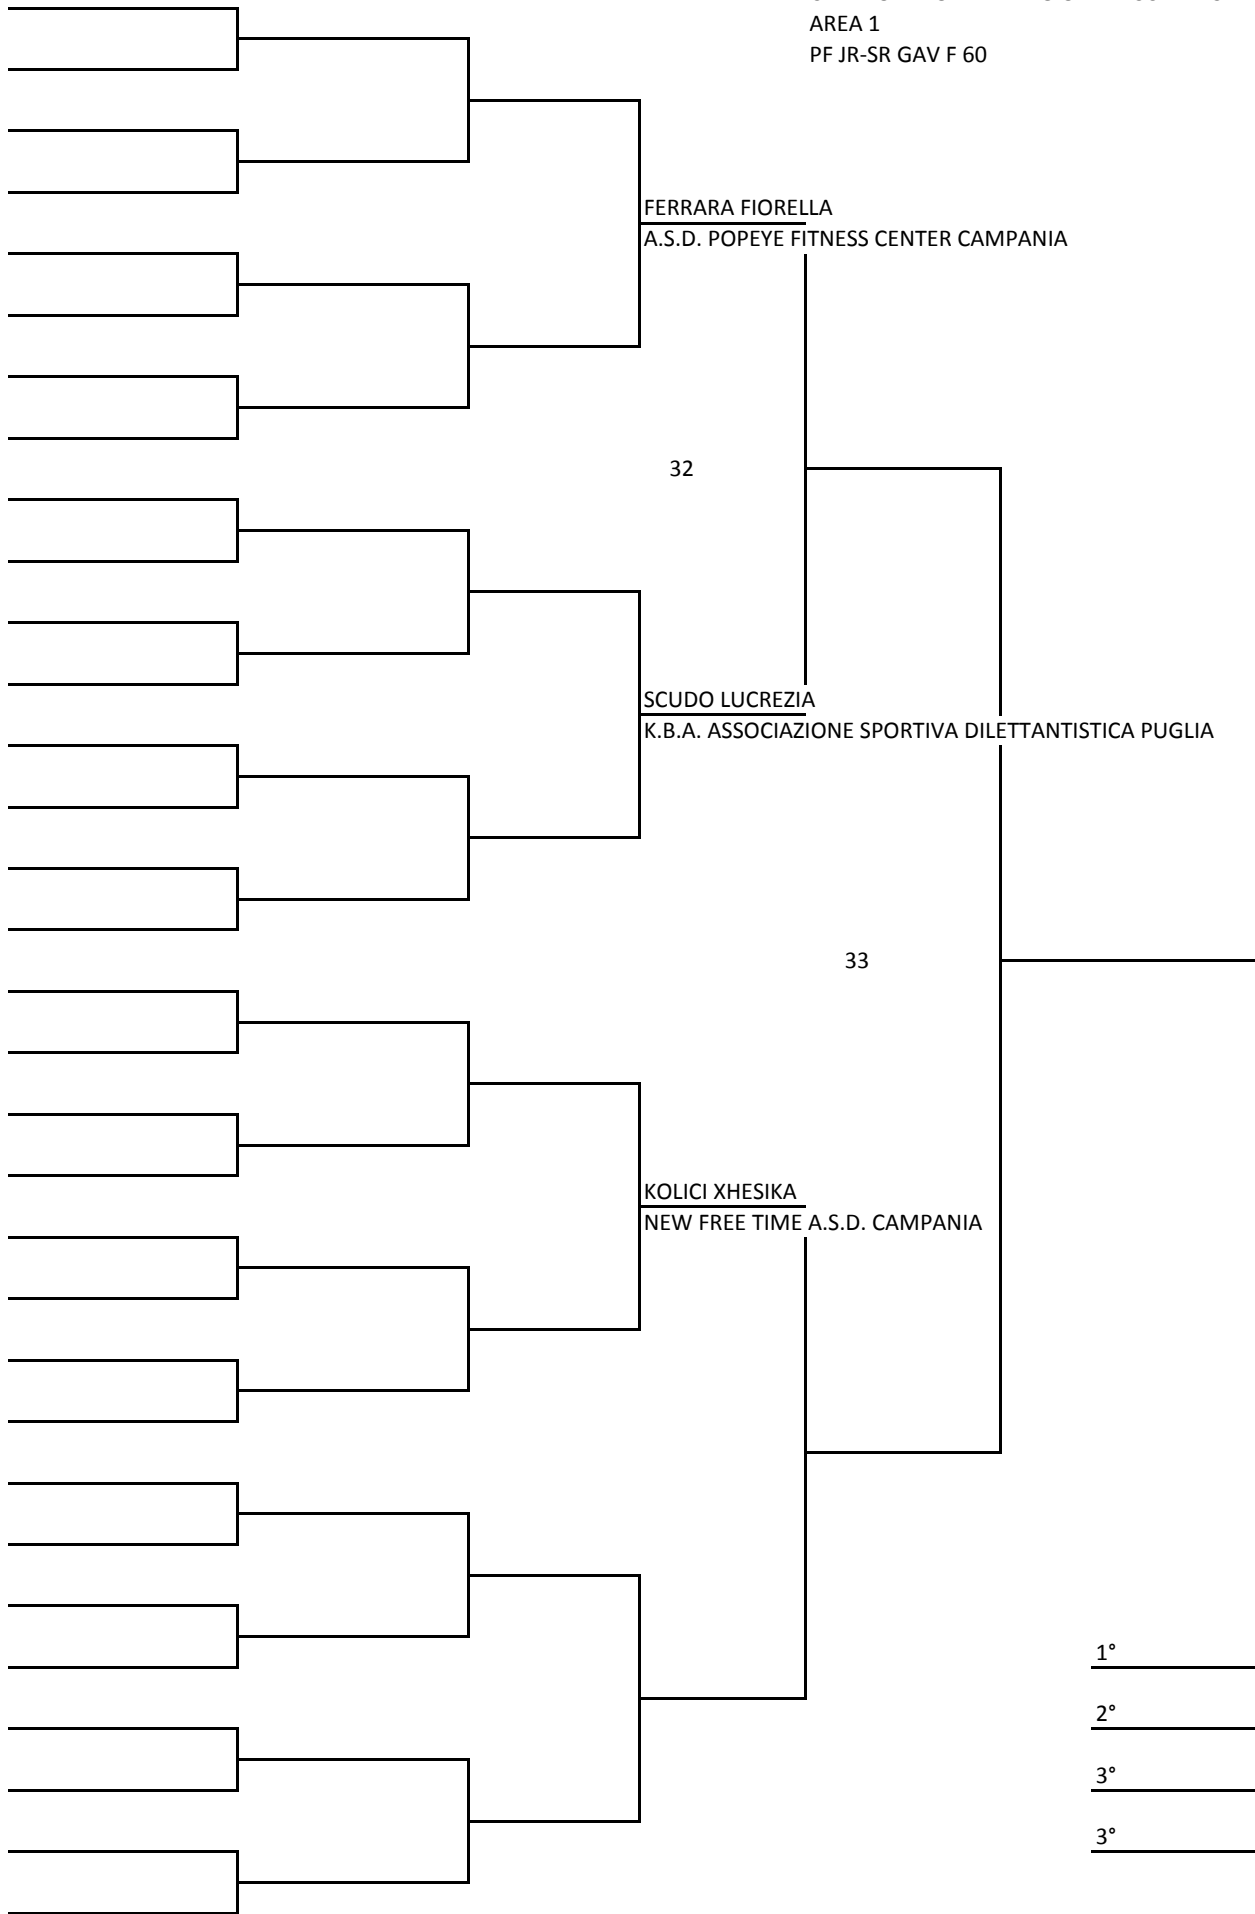 AREA 1
PF JR-SR GAV F 60
FERRARA FIORELLA
A.S.D. POPEYE FITNESS CENTER CAMPANIA
32
SCUDO LUCREZIA
K.B.A. ASSOCIAZIONE SPORTIVA DILETTANTISTICA PUGLIA
33
KOLICI XHESIKA
NEW FREE TIME A.S.D. CAMPANIA
1°
2°
3°
3°